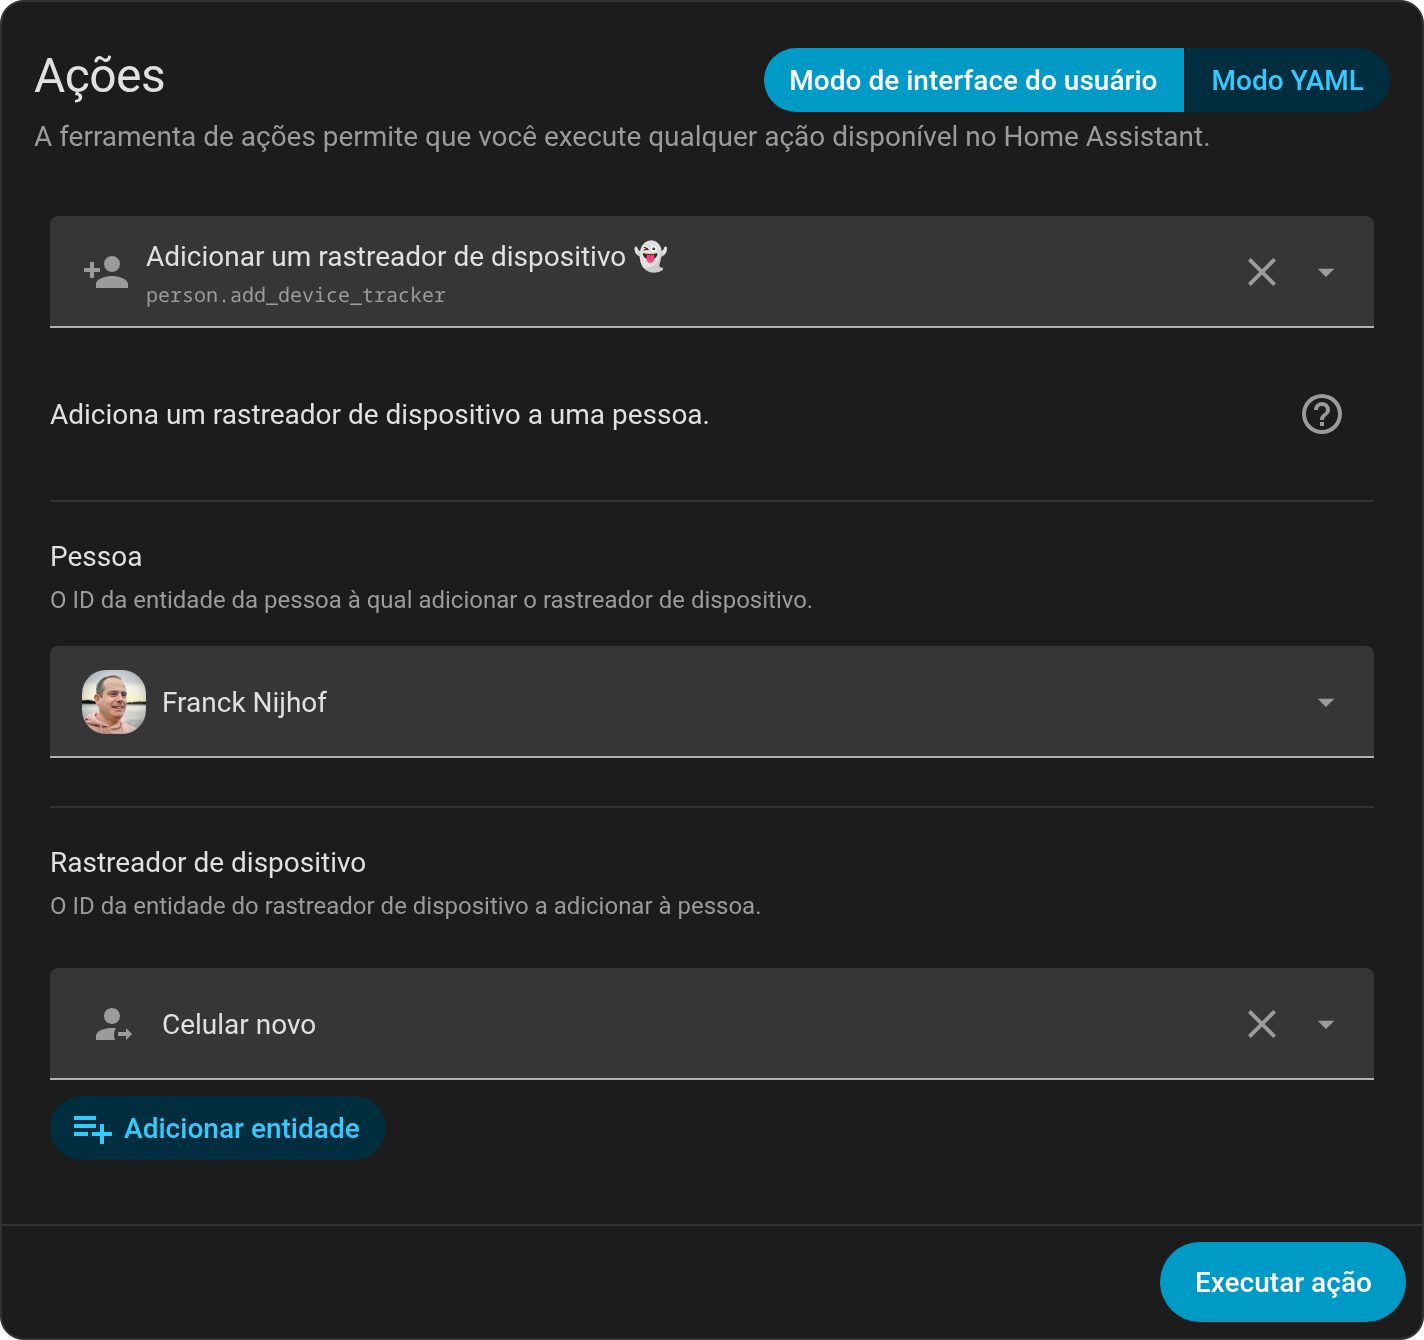 Ações
Modo de interface do usuário
Modo YAML
A ferramenta de ações permite que você execute qualquer ação disponível no Home Assistant.
Adicionar um rastreador de dispositivo 👻
person.add_device_tracker
Adiciona um rastreador de dispositivo a uma pessoa.
Pessoa
O ID da entidade da pessoa à qual adicionar o rastreador de dispositivo.
Franck Nijhof
Rastreador de dispositivo
O ID da entidade do rastreador de dispositivo a adicionar à pessoa.
Celular novo
Adicionar entidade
Executar ação